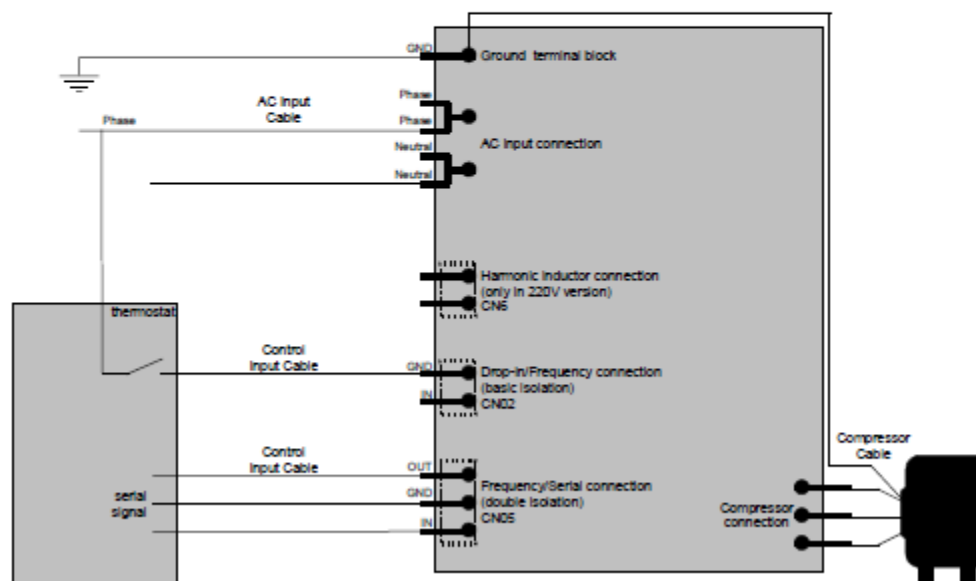 GND
Ground terminal block
Phase
AC Input
Cable
Phase
Phase
Neutral
AC Input connection
Neutral
Harmonic Inductor connection
(only in 220V version)
CN6
thermostat
Control
Input Cable
GND
Drop-in/Frequency connection
(basic isolation)
IN
CN02
Compressor
Cable
Control
Input Cable
OUT
Frequency/Serial connection
(double isolation)
CN05
GND
IN
serial
signal
Compressor
connection